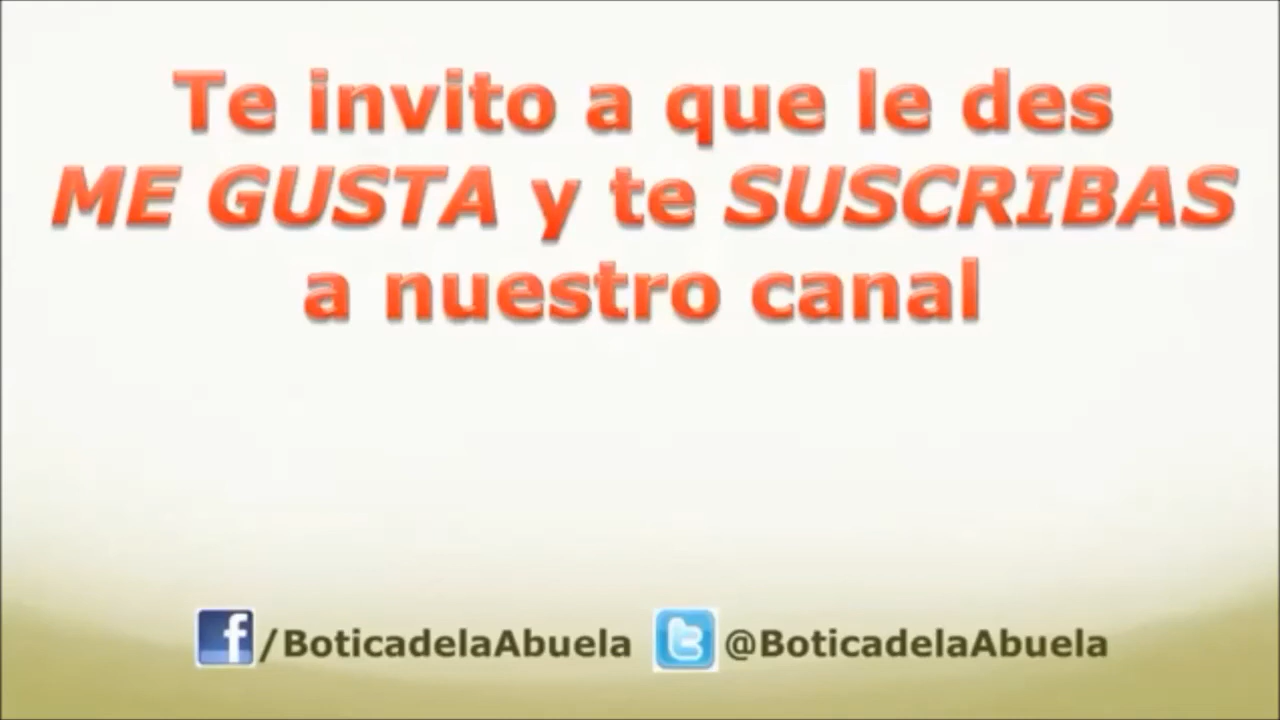 Te invito a que le des
ME GUSTA y te SUSCRIBAS
a nuestro canal
f/BoticadelaAbuela t@BoticadelaAbuela